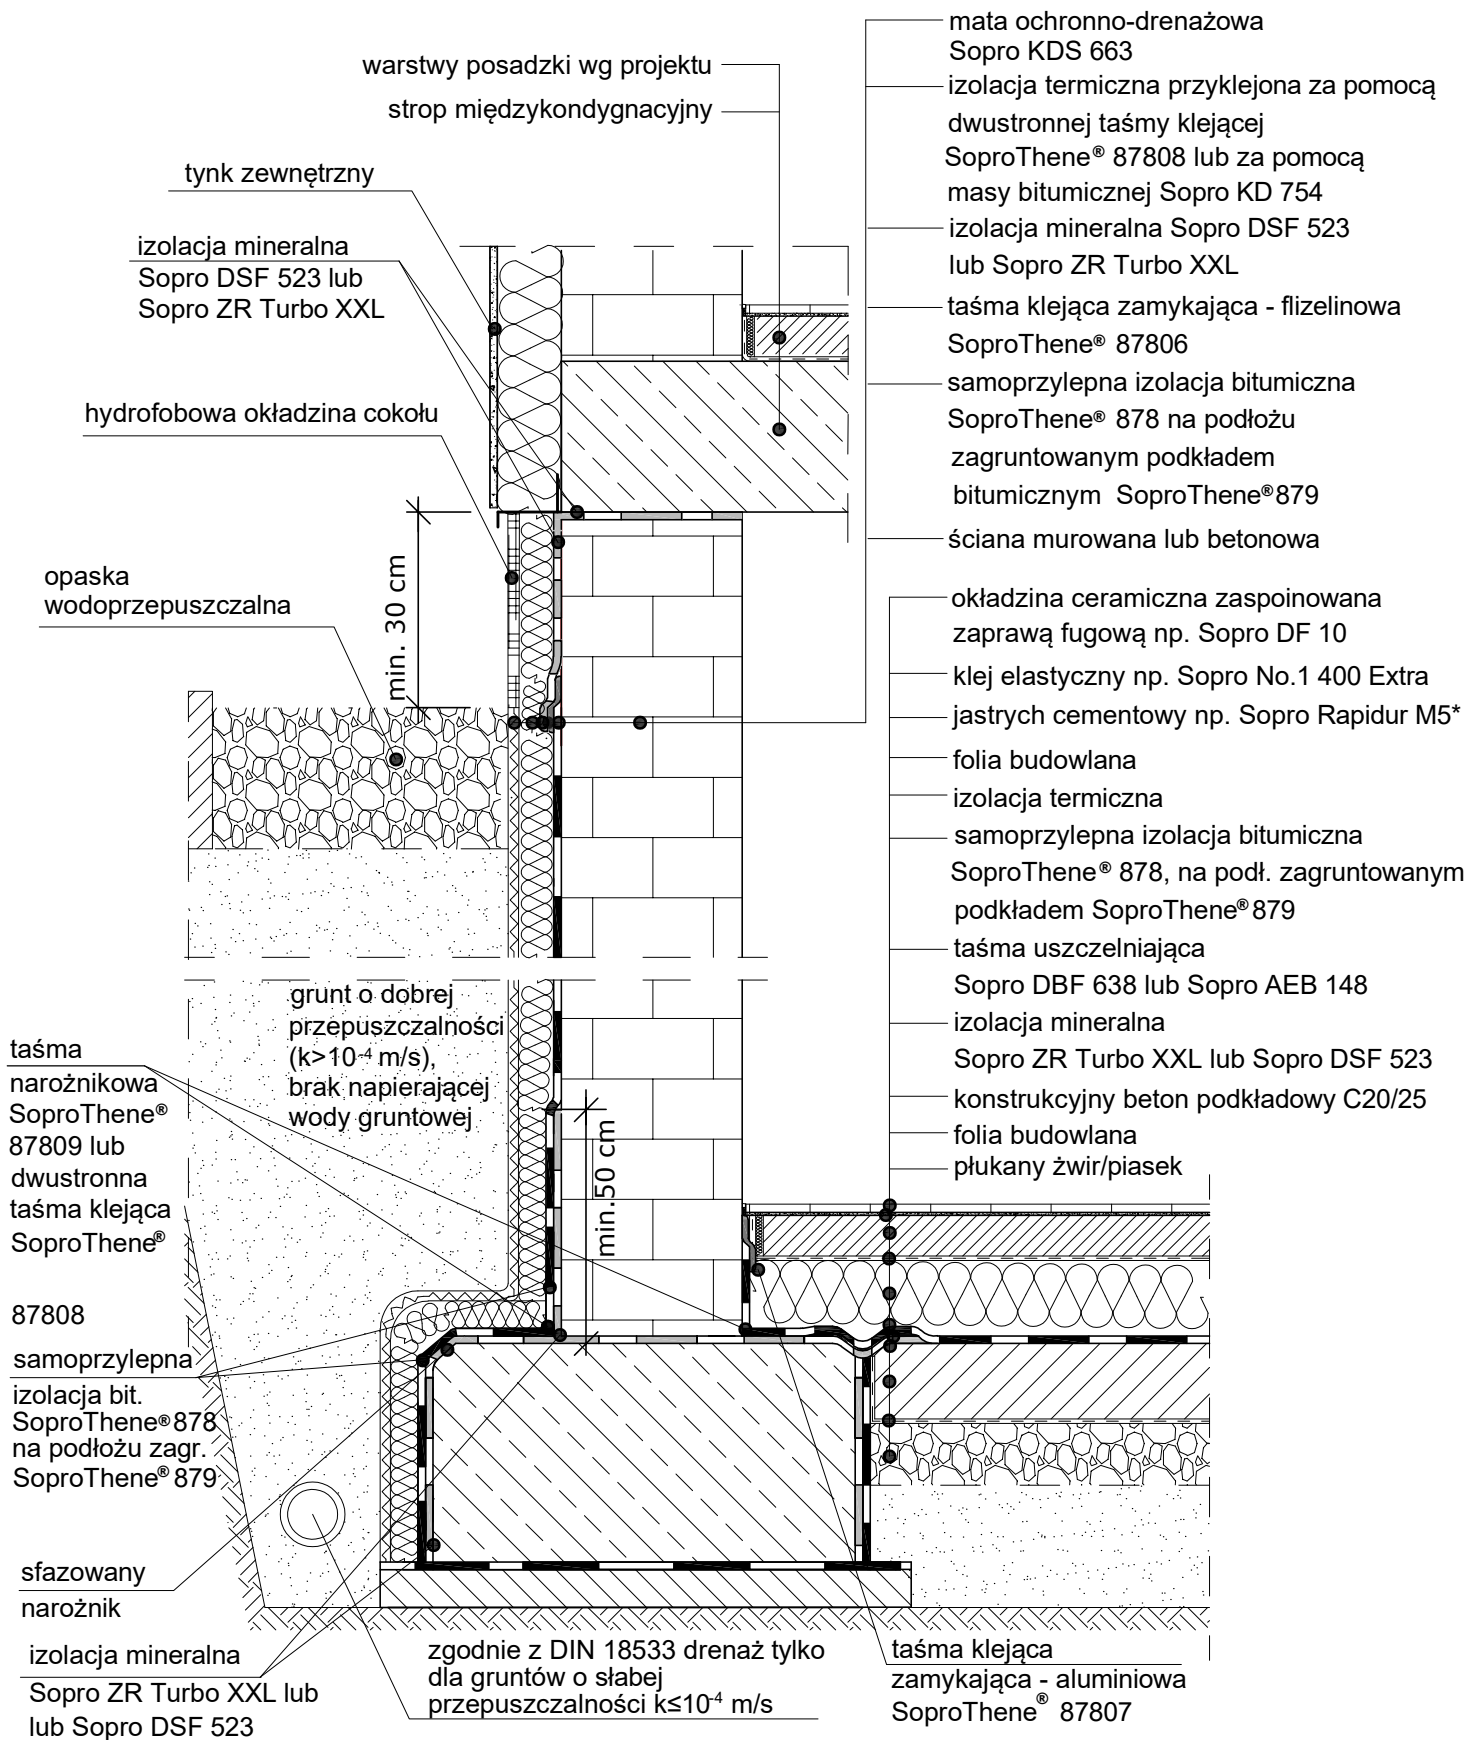 mata ochronno-drenażowa
Sopro KDS 663
izolacja termiczna przyklejona za pomocą
dwustronnej taśmy klejącej
SoproThene® 87808 lub za pomocą
masy bitumicznej Sopro KD 754
izolacja mineralna Sopro DSF 523
lub Sopro ZR Turbo XXL
taśma klejąca zamykająca - flizelinowa
SoproThene® 87806
samoprzylepna izolacja bitumiczna
SoproThene® 878 na podłożu
zagruntowanym podkładem
bitumicznym SoproThene® 879
ściana murowana lub betonowa
warstwy posadzki wg projektu
strop międzykondygnacyjny
tynk zewnętrzny
izolacja mineralna
Sopro DSF 523 lub
Sopro ZR Turbo XXL
hydrofobowa okładzina cokołu
opaska
wodoprzepuszczalna
min. 30 cm
okładzina ceramiczna zaspoinowana
zaprawą fugową np. Sopro DF 10
klej elastyczny np. Sopro No.1 400 Extra
jastrych cementowy np. Sopro Rapidur M5*
folia budowlana
izolacja termiczna
samoprzylepna izolacja bitumiczna
SoproThene® 878, na podł. zagruntowanym
podkładem SoproThene® 879
taśma uszczelniająca
Sopro DBF 638 lub Sopro AEB 148
izolacja mineralna
Sopro ZR Turbo XXL lub Sopro DSF 523
konstrukcyjny beton podkładowy C20/25
folia budowlana
płukany żwir/piasek
grunt o dobrej
przepuszczalności
(k>10⁻⁴ m/s),
brak napierającej
wody gruntowej
min.50 cm
taśma
narożnikowa
SoproThene®
87809 lub
dwustronna
taśma klejąca
SoproThene®
87808
samoprzylepna
izolacja bit.
SoproThene® 878
na podłożu zagr.
SoproThene® 879
sfazowany
narożnik
izolacja mineralna
Sopro ZR Turbo XXL lub
lub Sopro DSF 523
zgodnie z DIN 18533 drenaż tylko
dla gruntów o słabej
przepuszczalności k≤10⁻⁴ m/s
taśma klejąca
zamykająca - aluminiowa
SoproThene® 87807